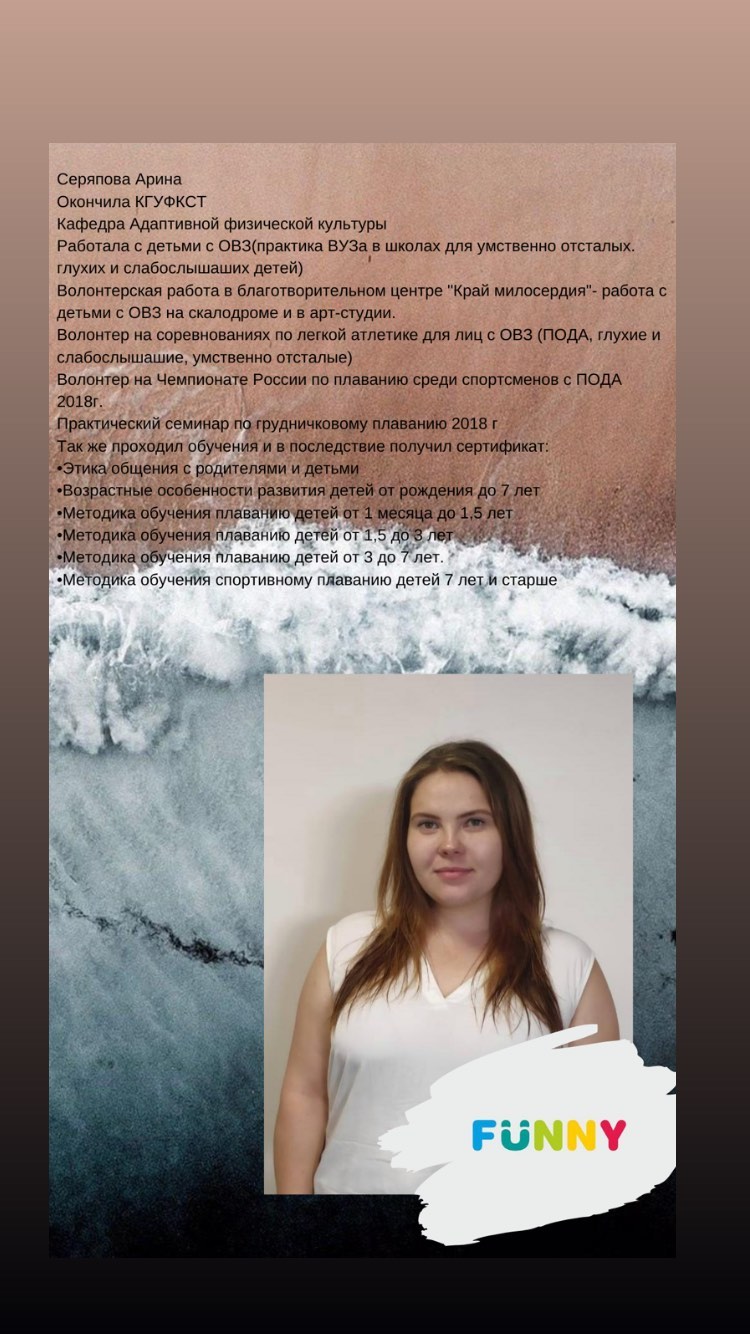 Серяпова Арина
Окончила КГУФКСТ
Кафедра Адаптивной физической культуры
Работала с детьми с ОВЗ(практика ВУЗа в школах для умственно отсталых.
глухих и слабослышаших детей)
Волонтерская работа в благотворительном центре "Край милосердия"- работа с
детьми с ОВЗ на скалодроме и в арт-студии.
Волонтер на соревнованиях по легкой атлетике для лиц с ОВЗ (ПОДА, глухие и
слабослышашие, умственно отсталые)
Волонтер на Чемпионате России по плаванию среди спортсменов с ПОДА
2018г.
Практический семинар по грудничковому плаванию 2018 г
Так же проходил обучения и в последствие получил сертификат:
•Этика общения с родителями и детьми
•Возрастные особенности развития детей от рождения до 7 лет
•Методика обучения плаванию детей от 1 месяца до 1,5 лет
•Методика обучения плаванию детей от 1,5 до 3 лет
•Методика обучения плаванию детей от 3 до 7 лет.
•Методика обучения спортивному плаванию детей 7 лет и старше
FÜNNY